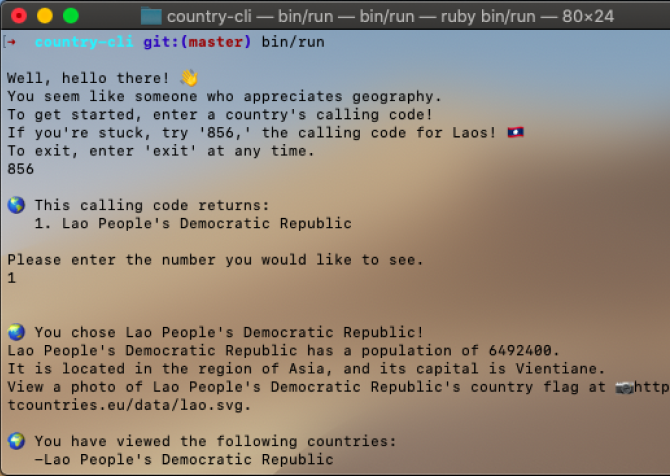 country-cli — bin/run — bin/run — ruby bin/run — 80×24
[➜  country-cli git:(master) bin/run
Well, hello there! 👋
You seem like someone who appreciates geography.
To get started, enter a country's calling code!
If you're stuck, try '856,' the calling code for Laos! 🇱🇦
To exit, enter 'exit' at any time.
856
🌎 This calling code returns:
   1. Lao People's Democratic Republic
Please enter the number you would like to see.
1
🌏 You chose Lao People's Democratic Republic!
Lao People's Democratic Republic has a population of 6492400.
It is located in the region of Asia, and its capital is Vientiane.
View a photo of Lao People's Democratic Republic's country flag at 📷http
tcountries.eu/data/lao.svg.
🌍 You have viewed the following countries:
   –Lao People's Democratic Republic